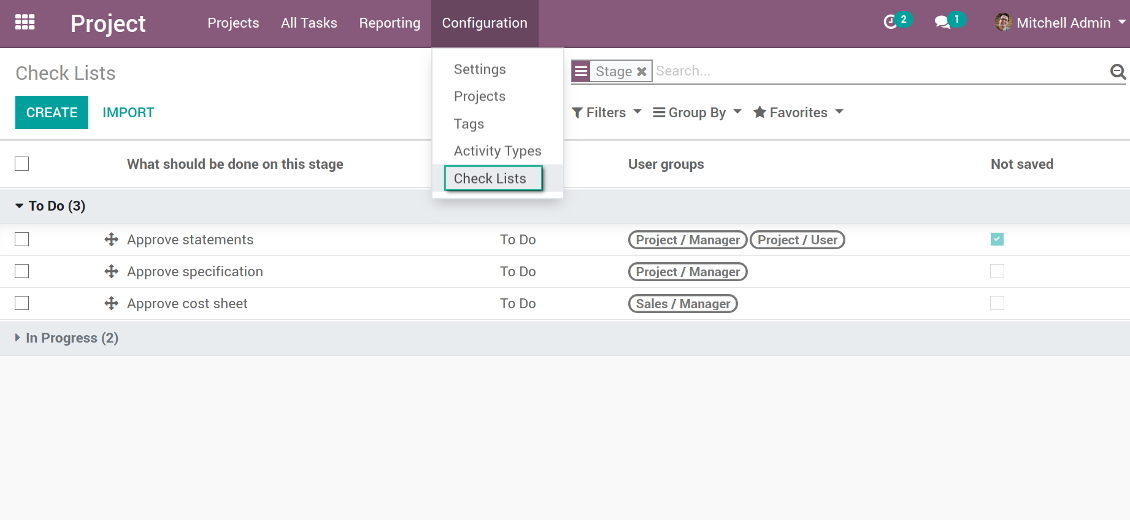 Project Projects All Tasks Reporting Configuration 2 1 Mitchell Admin
Check Lists
Stage Search...
CREATE IMPORT
Filters Group By Favorites
Settings
Projects
Tags
Activity Types
Check Lists
What should be done on this stage User groups Not saved
To Do (3)
Approve statements To Do Project / Manager Project / User
Approve specification To Do Project / Manager
Approve cost sheet To Do Sales / Manager
In Progress (2)